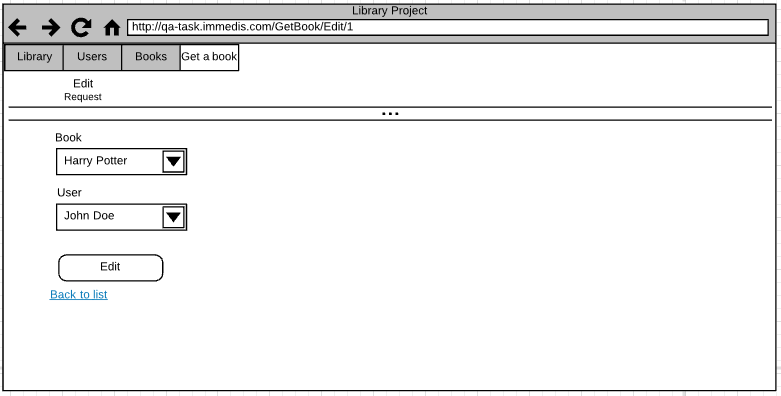 Library Project
http://qa-task.immedis.com/GetBook/Edit/1
Library Users Books Get a book
Edit
Request
...
Book
Harry Potter
User
John Doe
Edit
Back to list